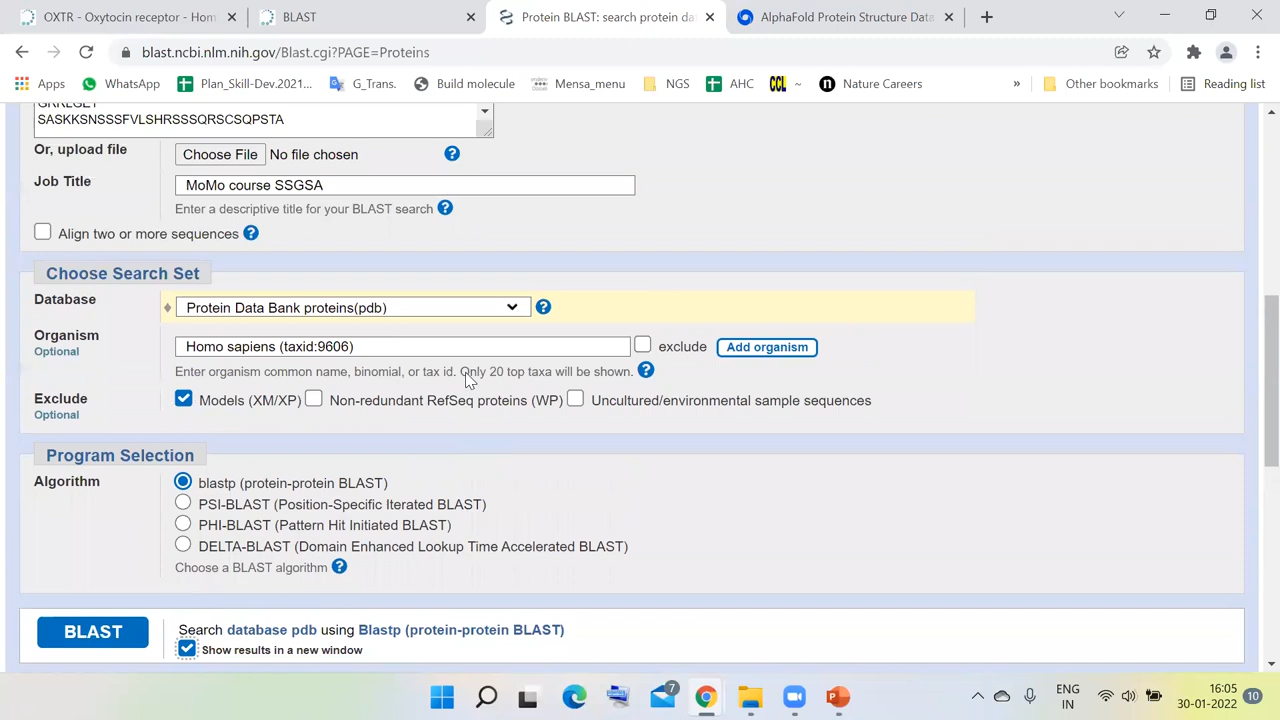 OXTR - Oxytocin receptor - Hom
BLAST
Protein BLAST: search protein da
AlphaFold Protein Structure Data
blast.ncbi.nlm.nih.gov/Blast.cgi?PAGE=Proteins
Apps
WhatsApp
Plan_Skill-Dev.2021...
G_Trans.
Build molecule
Mensa_menu
NGS
AHC
CCL
~
Nature Careers
»
Other bookmarks
Reading list
GRRLGET
SASKKSNSSSFVLSHRSSSQRSCSQPSTA
Or, upload file
Choose File No file chosen
Job Title
MoMo course SSGSA
Enter a descriptive title for your BLAST search
Align two or more sequences
Choose Search Set
Database
Protein Data Bank proteins(pdb)
Organism
Optional
Homo sapiens (taxid:9606)
exclude
Add organism
Enter organism common name, binomial, or tax id. Only 20 top taxa will be shown.
Exclude
Optional
Models (XM/XP) Non-redundant RefSeq proteins (WP) Uncultured/environmental sample sequences
Program Selection
Algorithm
blastp (protein-protein BLAST)
PSI-BLAST (Position-Specific Iterated BLAST)
PHI-BLAST (Pattern Hit Initiated BLAST)
DELTA-BLAST (Domain Enhanced Lookup Time Accelerated BLAST)
Choose a BLAST algorithm
BLAST
Search database pdb using Blastp (protein-protein BLAST)
Show results in a new window
7
ENG
IN
16:05
30-01-2022
10